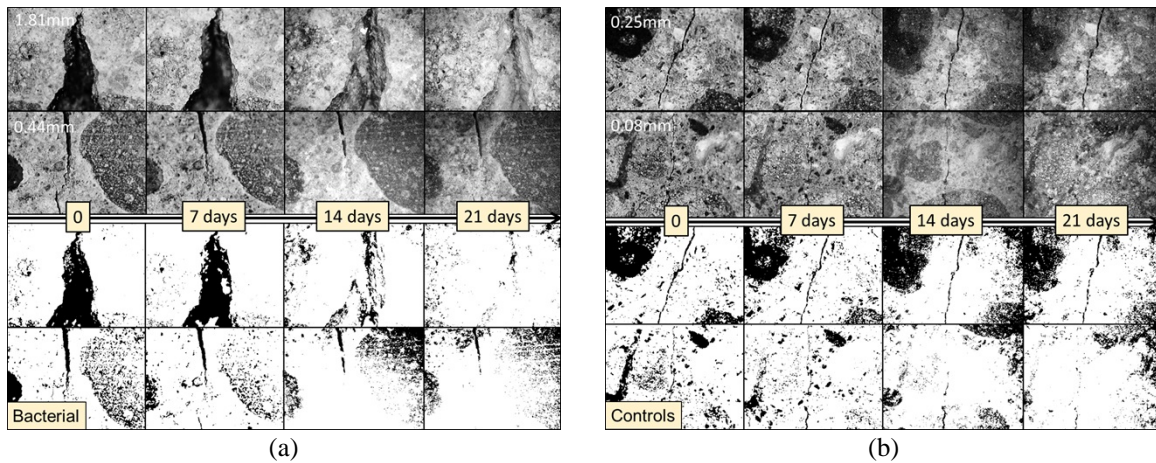 1.81mm
0.44mm
0 7 days 14 days 21 days
Bacterial
(a)
0.25mm
0.08mm
0 7 days 14 days 21 days
Controls
(b)